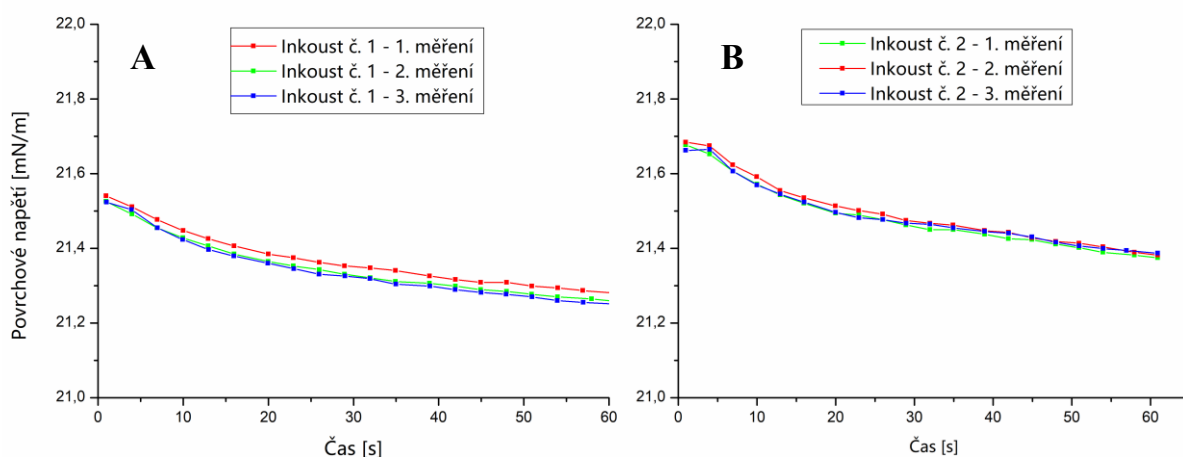 A
Inkoust č. 1 - 1. měření
Inkoust č. 1 - 2. měření
Inkoust č. 1 - 3. měření
Povrchové napětí [mN/m]
22,0
21,8
21,6
21,4
21,2
21,0
0 10 20 30 40 50 60
Čas [s]
B
Inkoust č. 2 - 1. měření
Inkoust č. 2 - 2. měření
Inkoust č. 2 - 3. měření
22,0
21,8
21,6
21,4
21,2
21,0
0 10 20 30 40 50 60
Čas [s]